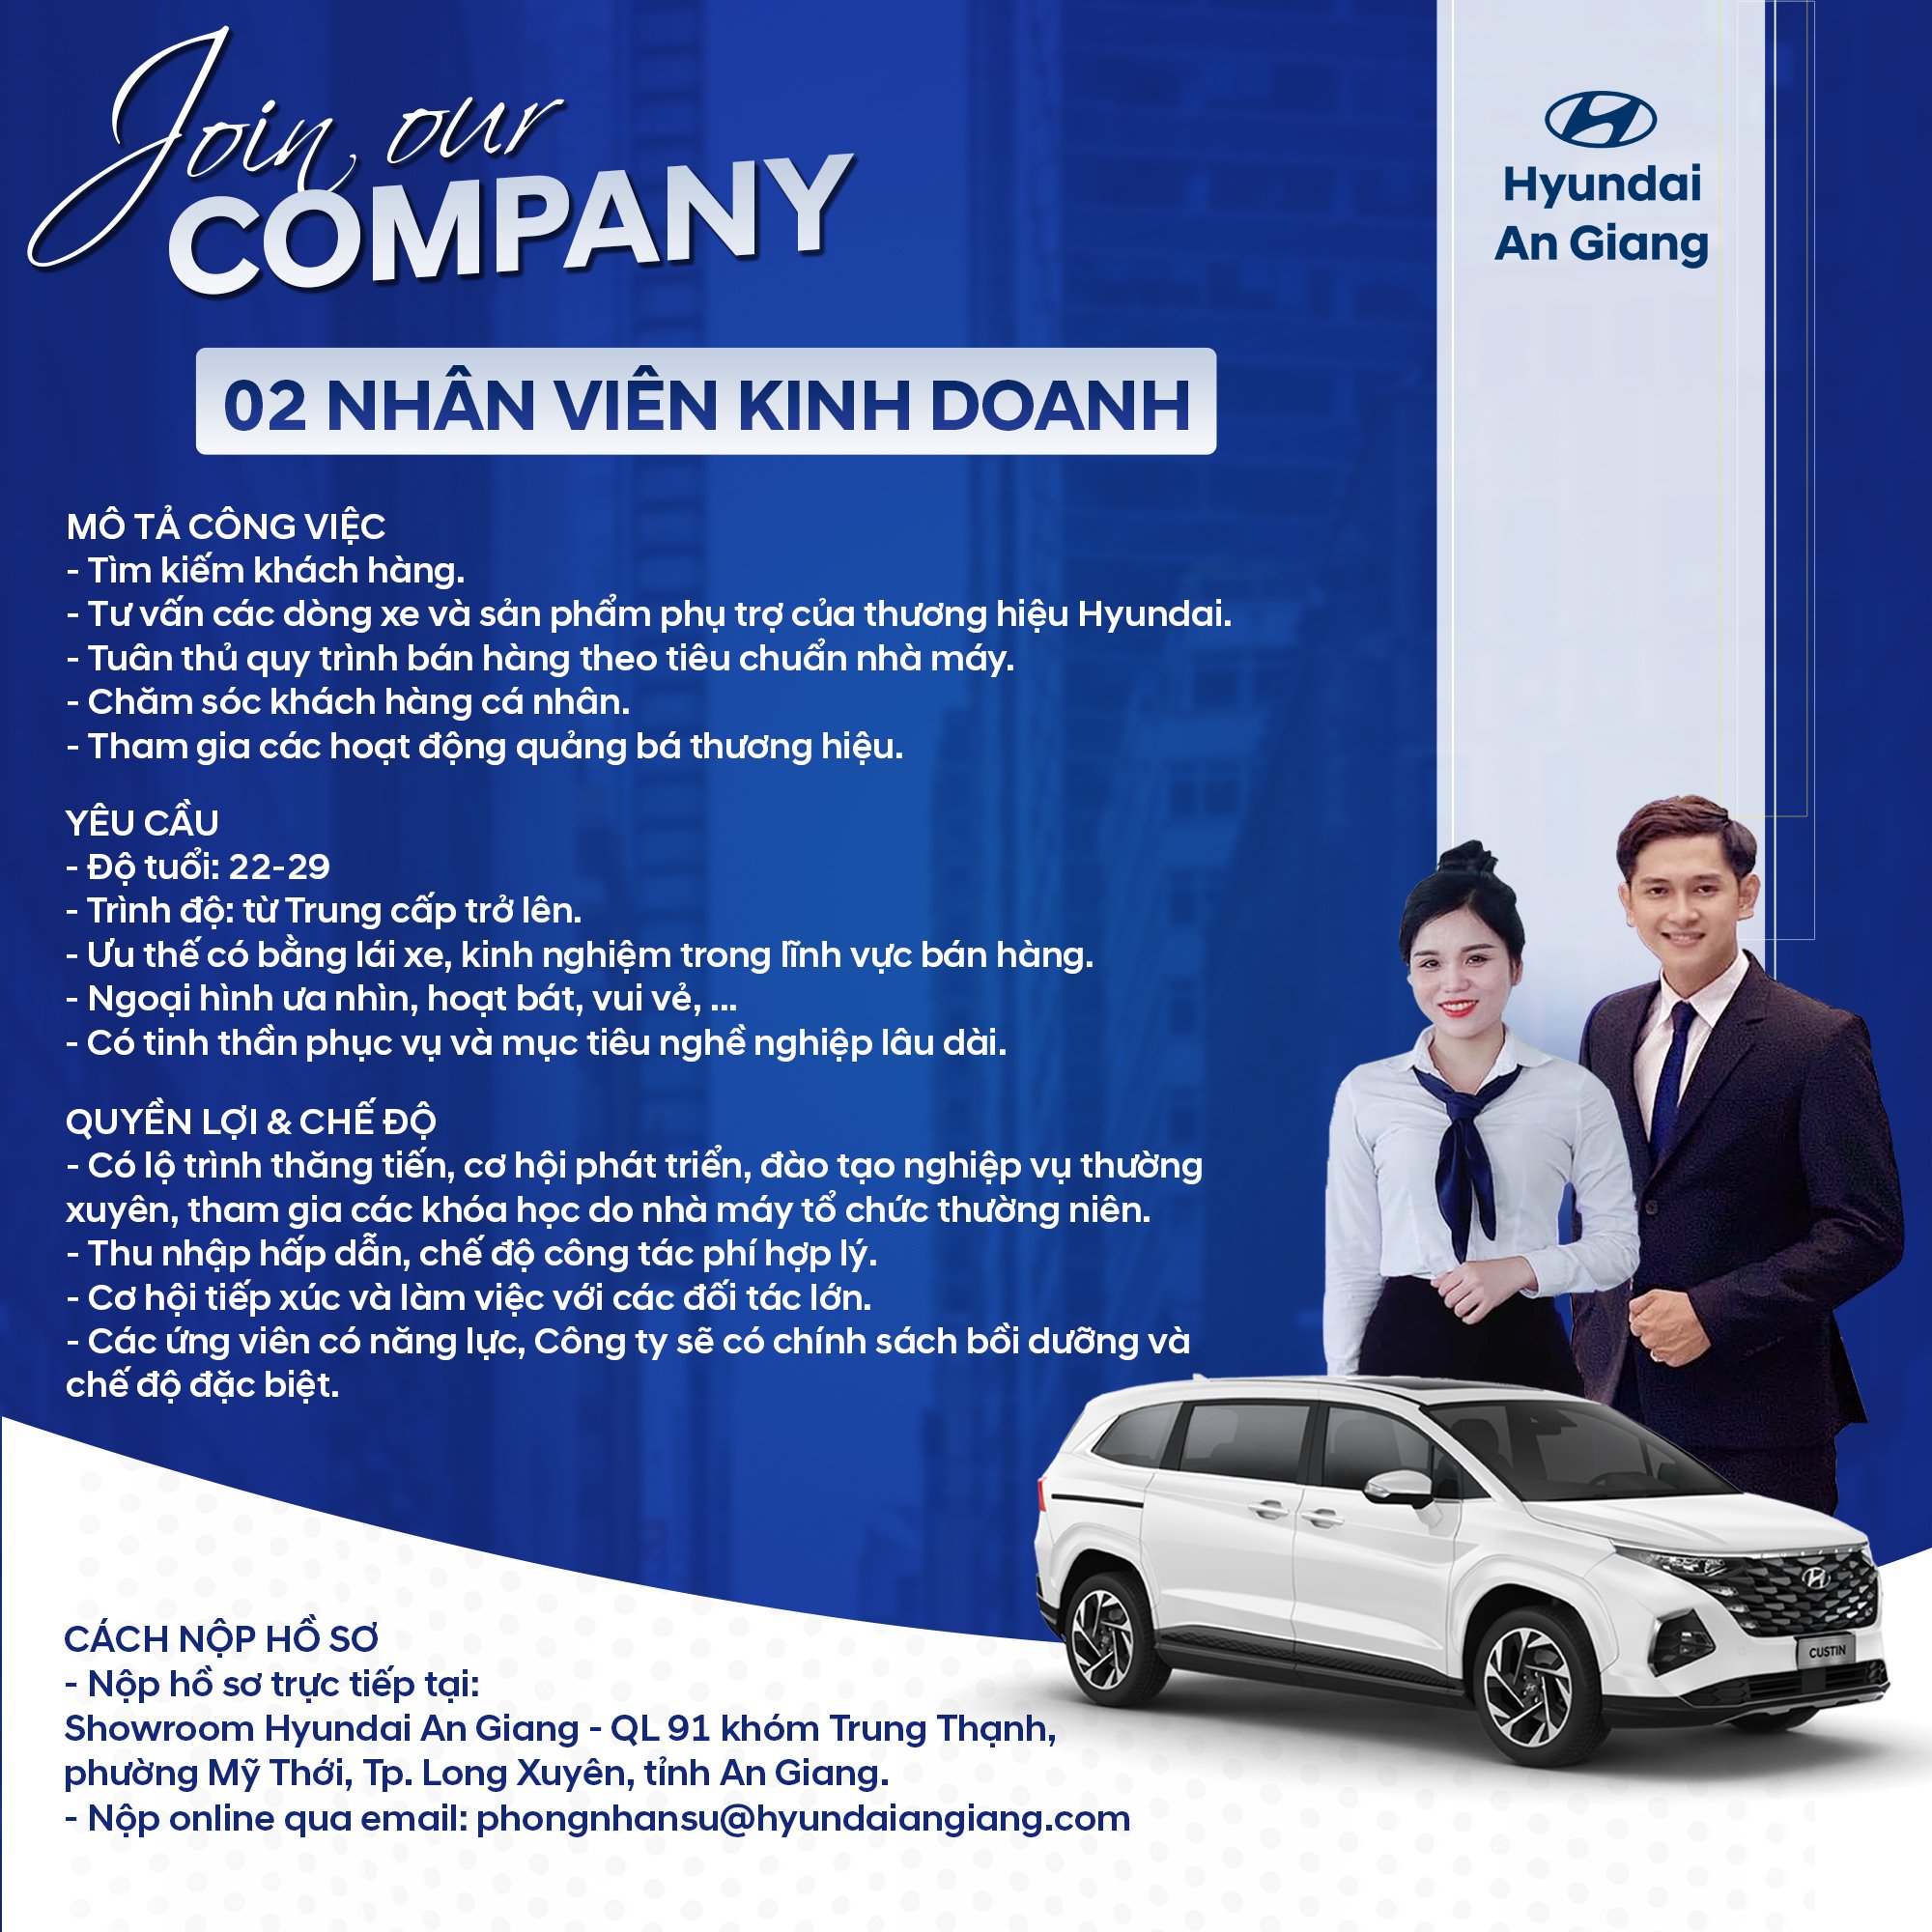 Join our
COMPANY
Hyundai
An Giang
02 NHÂN VIÊN KINH DOANH
MÔ TẢ CÔNG VIỆC
- Tìm kiếm khách hàng.
- Tư vấn các dòng xe và sản phẩm phụ trợ của thương hiệu Hyundai.
- Tuân thủ quy trình bán hàng theo tiêu chuẩn nhà máy.
- Chăm sóc khách hàng cá nhân.
- Tham gia các hoạt động quảng bá thương hiệu.
YÊU CẦU
- Độ tuổi: 22-29
- Trình độ: từ Trung cấp trở lên.
- Ưu thế có bằng lái xe, kinh nghiệm trong lĩnh vực bán hàng.
- Ngoại hình ưa nhìn, hoạt bát, vui vẻ, ...
- Có tinh thần phục vụ và mục tiêu nghề nghiệp lâu dài.
QUYỀN LỢI & CHẾ ĐỘ
- Có lộ trình thăng tiến, cơ hội phát triển, đào tạo nghiệp vụ thường
xuyên, tham gia các khóa học do nhà máy tổ chức thường niên.
- Thu nhập hấp dẫn, chế độ công tác phí hợp lý.
- Cơ hội tiếp xúc và làm việc với các đối tác lớn.
- Các ứng viên có năng lực, Công ty sẽ có chính sách bồi dưỡng và
chế độ đặc biệt.
CUSTIN
CÁCH NỘP HỒ SƠ
- Nộp hồ sơ trực tiếp tại:
Showroom Hyundai An Giang - QL 91 khóm Trung Thạnh,
phường Mỹ Thới, Tp. Long Xuyên, tỉnh An Giang.
- Nộp online qua email: phongnhansu@hyundaiangiang.com